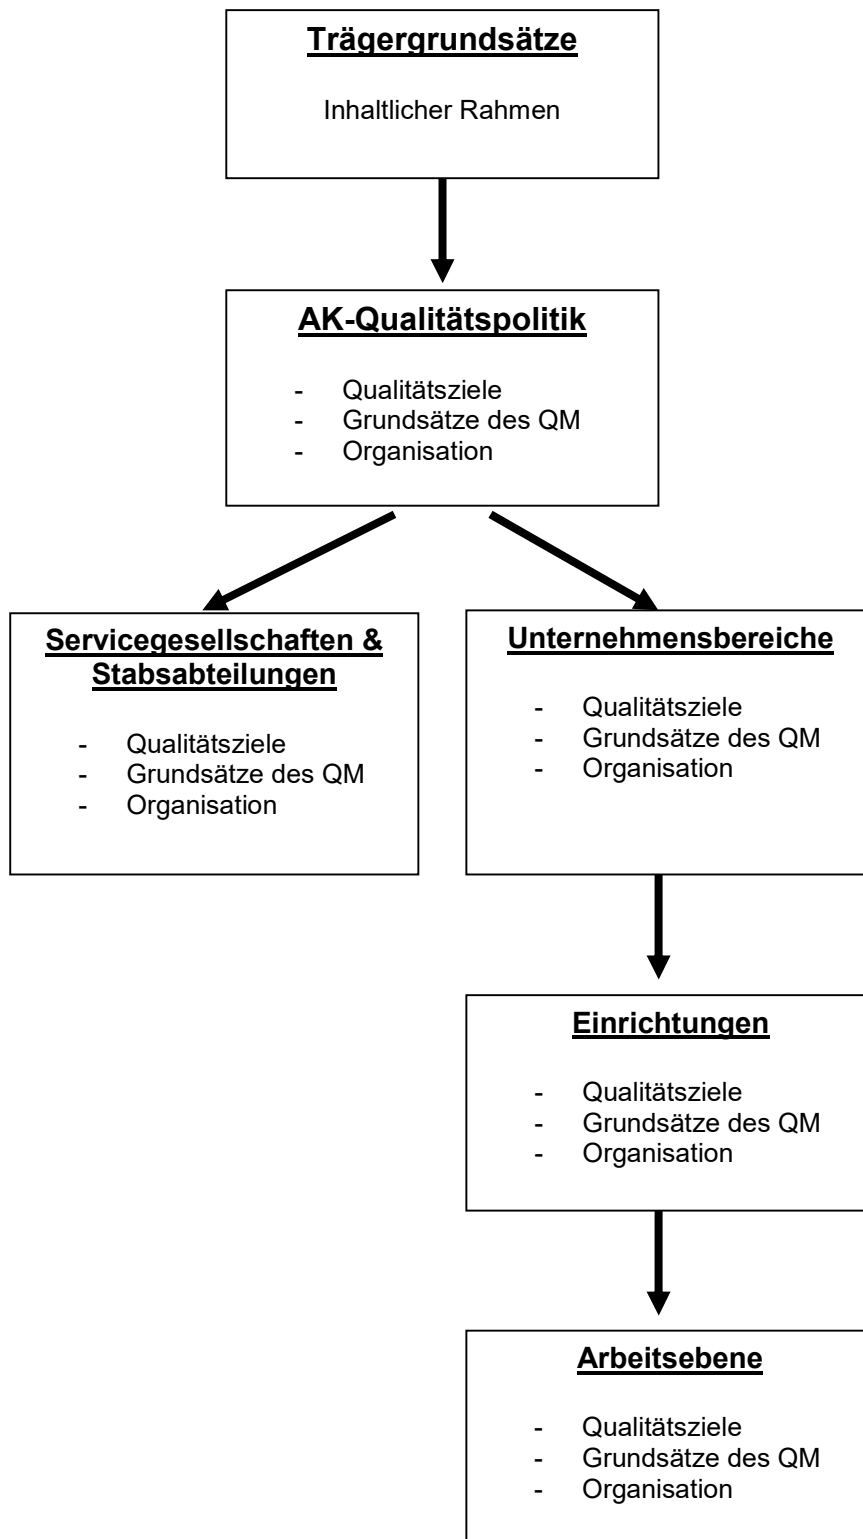 Trägergrundsätze
Inhaltlicher Rahmen
AK-Qualitätspolitik
- Qualitätsziele
- Grundsätze des QM
- Organisation
Servicegesellschaften &
Stabsabteilungen
- Qualitätsziele
- Grundsätze des QM
- Organisation
Unternehmensbereiche
- Qualitätsziele
- Grundsätze des QM
- Organisation
Einrichtungen
- Qualitätsziele
- Grundsätze des QM
- Organisation
Arbeitsebene
- Qualitätsziele
- Grundsätze des QM
- Organisation